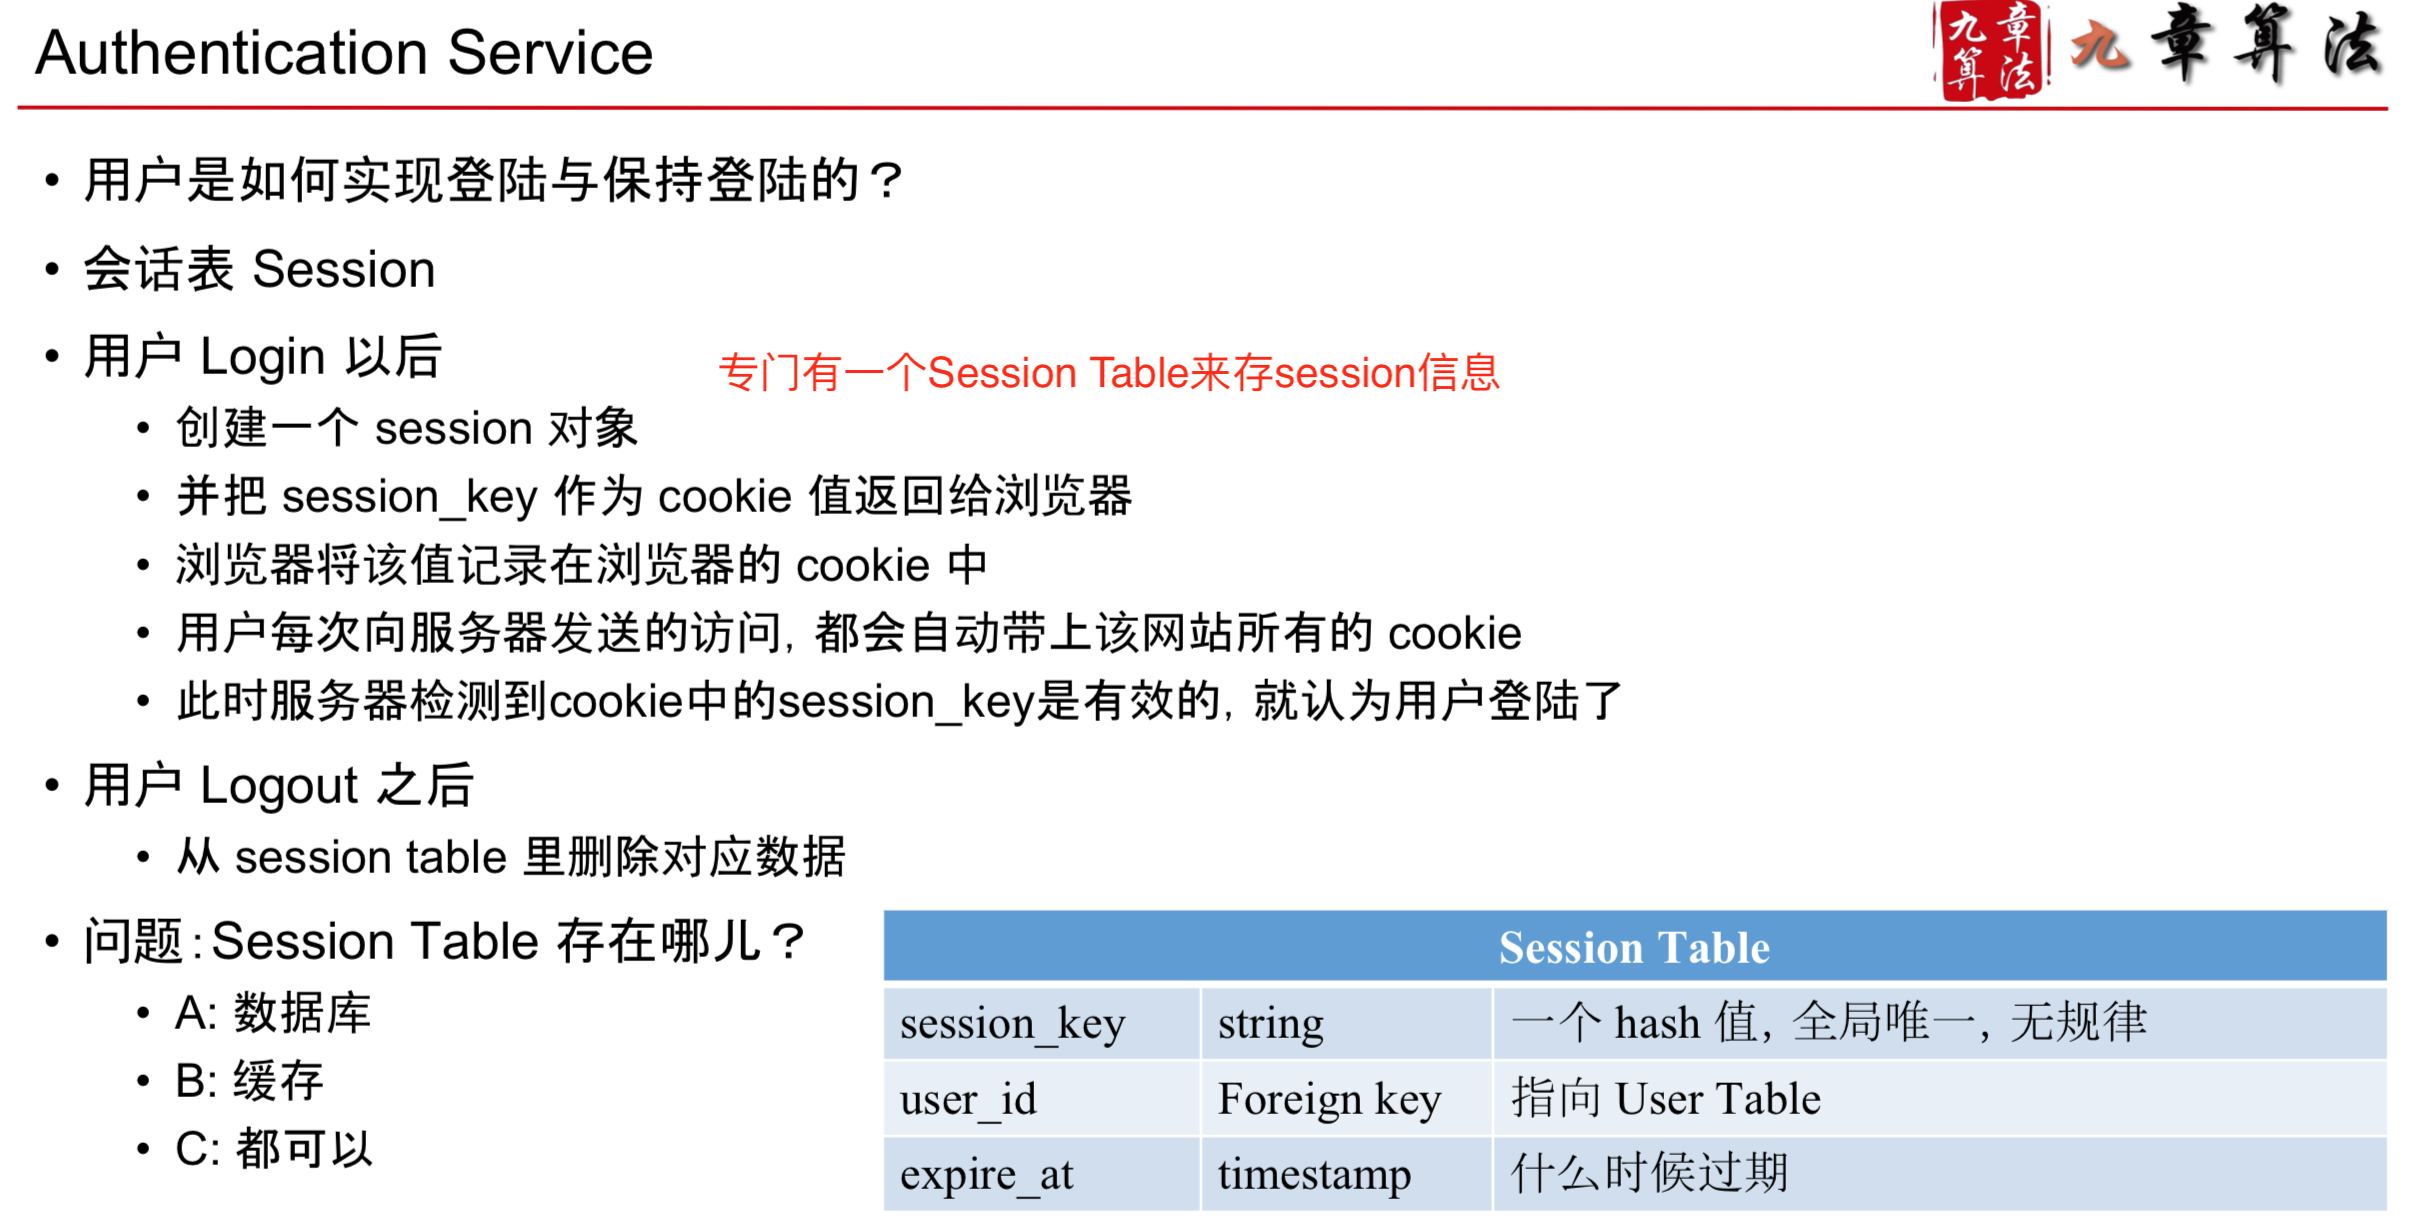 Authentication Service
九章算法
九章算法
• 用户是如何实现登陆与保持登陆的？
• 会话表 Session
• 用户 Login 以后
专门有一个Session Table来存session信息
• 创建一个 session 对象
• 并把 session_key 作为 cookie 值返回给浏览器
• 浏览器将该值记录在浏览器的 cookie 中
• 用户每次向服务器发送的访问，都会自动带上该网站所有的 cookie
• 此时服务器检测到cookie中的session_key是有效的，就认为用户登陆了
• 用户 Logout 之后
• 从 session table 里删除对应数据
• 问题：Session Table 存在哪儿？
• A: 数据库
• B: 缓存
• C: 都可以
Session Table
session_key string 一个 hash 值，全局唯一，无规律
user_id Foreign key 指向 User Table
expire_at timestamp 什么时候过期